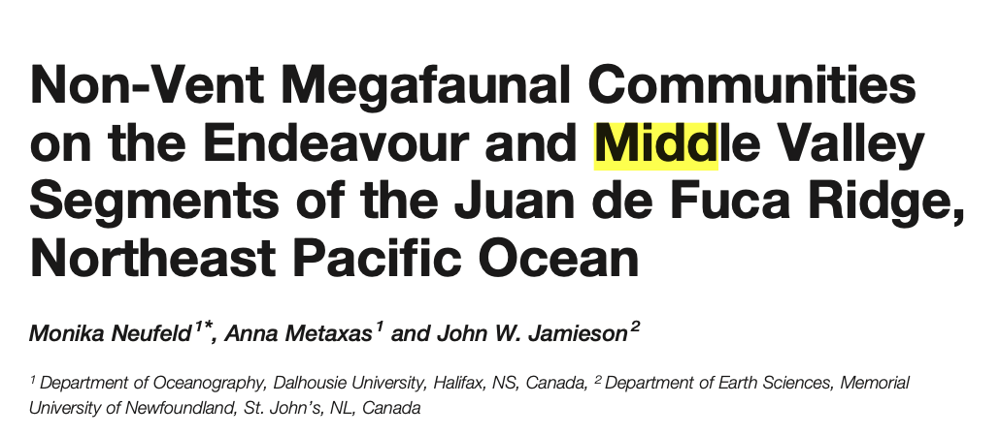 Non-Vent Megafaunal Communities
on the Endeavour and Middle Valley
Segments of the Juan de Fuca Ridge,
Northeast Pacific Ocean
Monika Neufeld 1*, Anna Metaxas 1 and John W. Jamieson 2
1 Department of Oceanography, Dalhousie University, Halifax, NS, Canada, 2 Department of Earth Sciences, Memorial
University of Newfoundland, St. John’s, NL, Canada